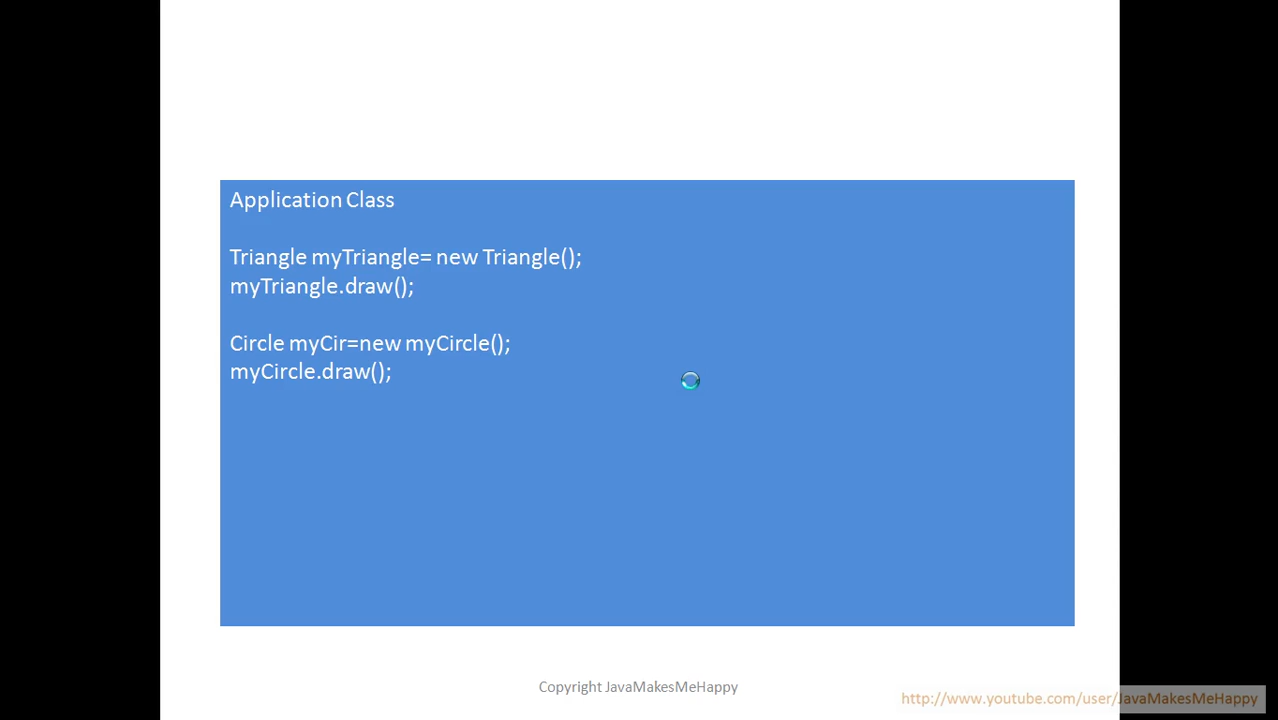 Application Class
Triangle myTriangle= new Triangle();
myTriangle.draw();
Circle myCir=new myCircle();
myCircle.draw();
Copyright JavaMakesMeHappy
http://www.youtube.com/user/JavaMakesMeHappy